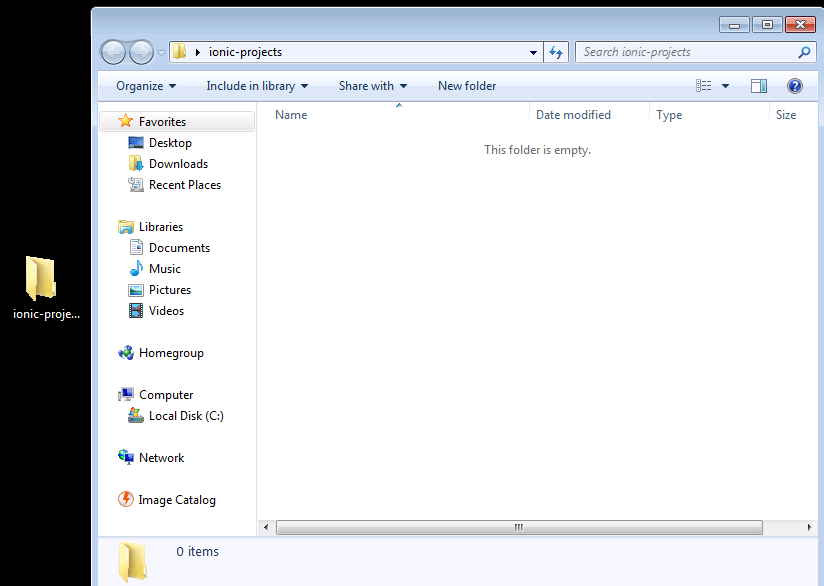 ionic-projects
Search ionic-projects
Organize Include in library Share with New folder
Name Date modified Type Size
This folder is empty.
Favorites
Desktop
Downloads
Recent Places
Libraries
Documents
Music
Pictures
Videos
Homegroup
Computer
Local Disk (C:)
Network
Image Catalog
0 items
ionic-proje...